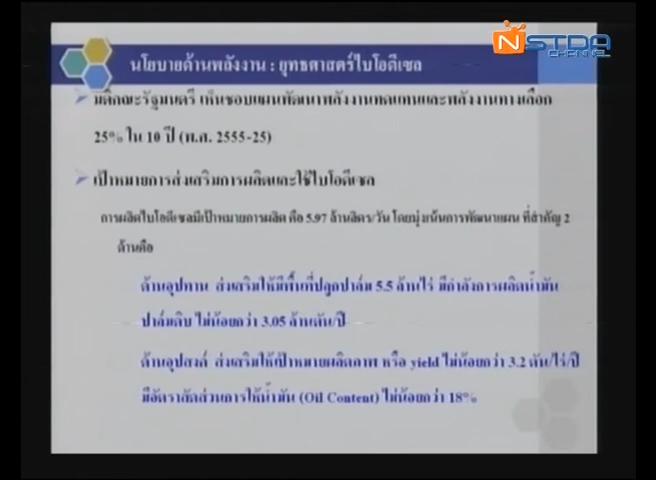 NSTDA
CHANNEL
นโยบายด้านพลังงาน : ยุทธศาสตร์ไบโอดีเซล
มติคณะรัฐมนตรี เห็นชอบแผนพัฒนาพลังงานทดแทนและพลังงานทางเลือก
25% ใน 10 ปี (พ.ศ. 2555-25)
เป้าหมายการส่งเสริมการผลิตและใช้ไบโอดีเซล
การผลิตไบโอดีเซลมีเป้าหมายการผลิต คือ 5.97 ล้านลิตร/วัน โดยมุ่งเน้นการพัฒนาแผน ที่สำคัญ 2
ด้านคือ
ด้านอุปทาน ส่งเสริมให้มีพื้นที่ปลูกปาล์ม 5.5 ล้านไร่ มีกำลังการผลิตน้ำมัน
ปาล์มดิบ ไม่น้อยกว่า 3.05 ล้านตัน/ปี
ด้านอุปสงค์ ส่งเสริมให้เป้าหมายผลิตภาพ หรือ yield ไม่น้อยกว่า 3.2 ตัน/ไร่/ปี
มีอัตราสัดส่วนการให้น้ำมัน (Oil Content) ไม่น้อยกว่า 18%